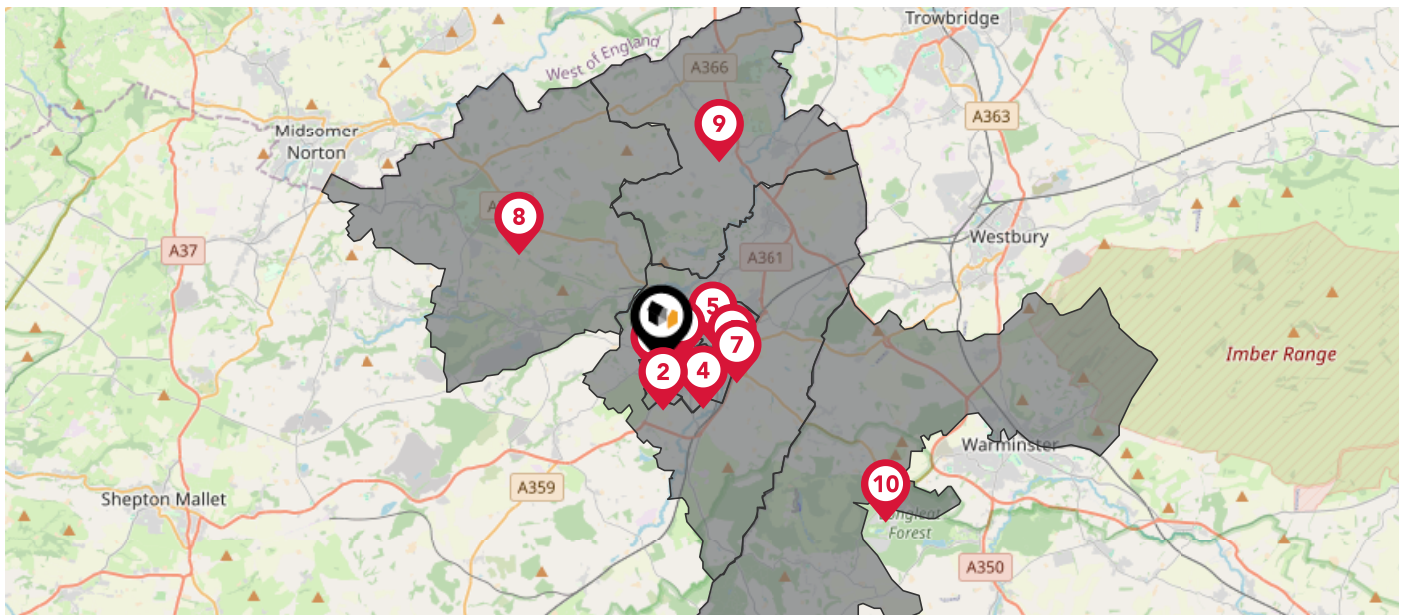 Trowbridge
West of England
A366
A363
9
Midsomer
Norton
8
A37
A361
Westbury
5
7
2
4
Imber Range
Warminster
10
A359
Shepton Mallet
Longleat
Forest
A350